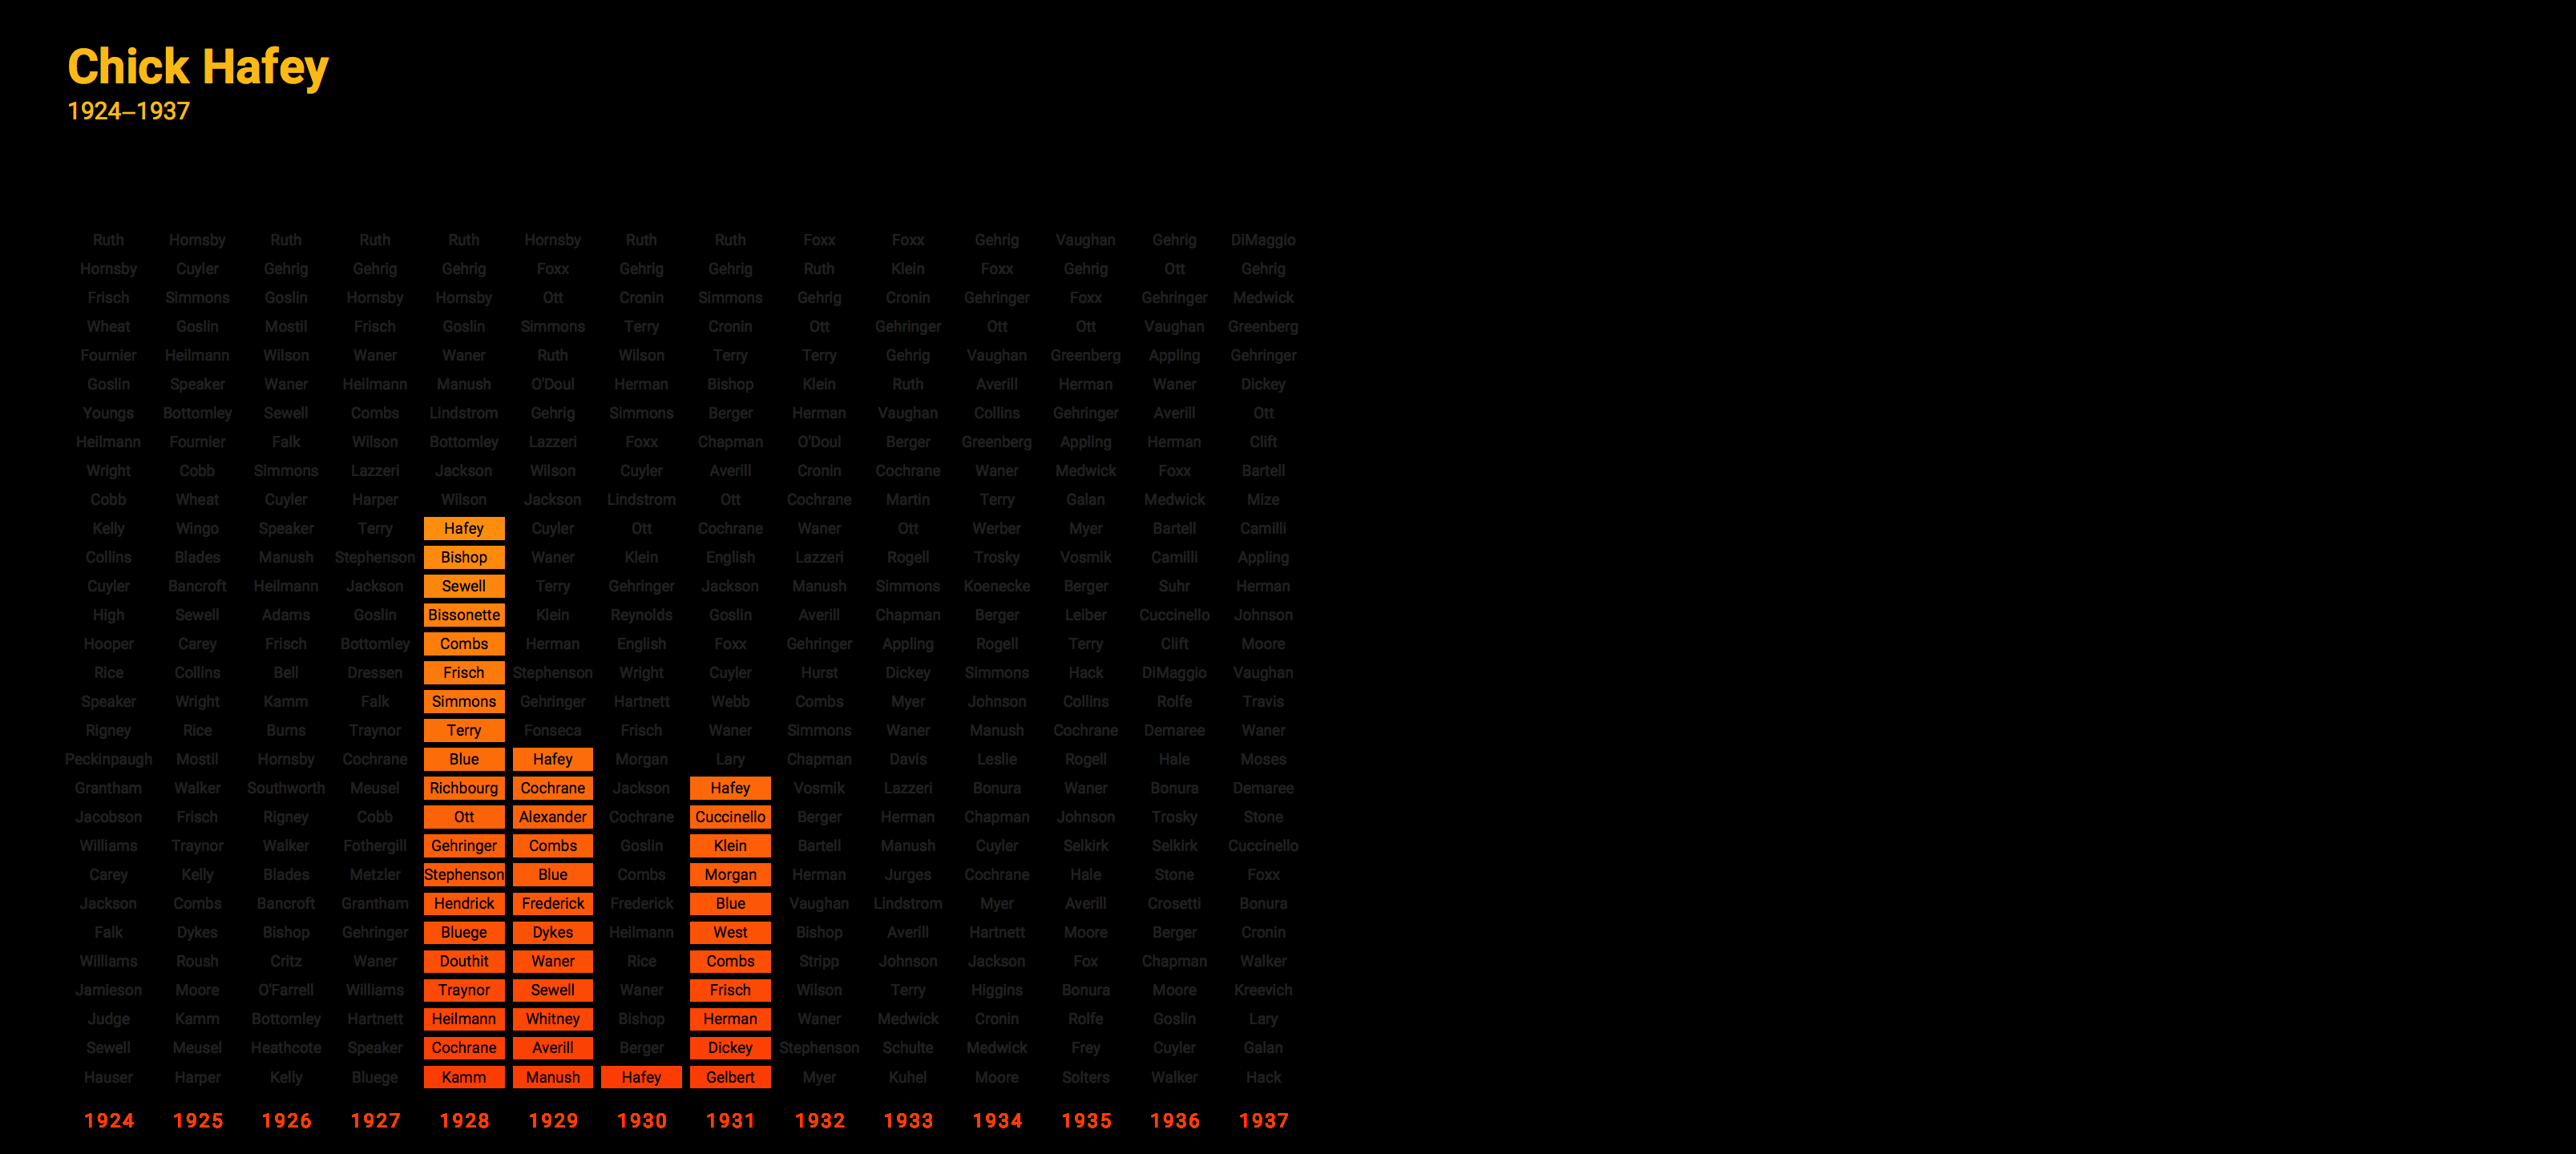 Chick Hafey
1924–1937
Ruth Hornsby Ruth Ruth Ruth Hornsby Ruth Ruth Foxx Foxx Gehrig Vaughan Gehrig DiMaggio
Hornsby Cuyler Gehrig Gehrig Gehrig Foxx Gehrig Gehrig Ruth Klein Foxx Gehrig Ott Gehrig
Frisch Simmons Goslin Hornsby Hornsby Ott Cronin Simmons Gehrig Cronin Gehringer Foxx Gehringer Medwick
Wheat Goslin Mostil Frisch Goslin Simmons Terry Cronin Ott Gehringer Ott Ott Vaughan Greenberg
Fournier Heilmann Wilson Waner Waner Ruth Wilson Terry Terry Gehrig Vaughan Greenberg Appling Gehringer
Goslin Speaker Waner Heilmann Manush O'Doul Herman Bishop Klein Ruth Averill Herman Waner Dickey
Youngs Bottomley Sewell Combs Lindstrom Gehrig Simmons Berger Herman Vaughan Collins Gehringer Averill Ott
Heilmann Fournier Falk Wilson Bottomley Lazzeri Foxx Chapman O'Doul Berger Greenberg Appling Herman Clift
Wright Cobb Simmons Lazzeri Jackson Wilson Cuyler Averill Cronin Cochrane Waner Medwick Foxx Bartell
Cobb Wheat Cuyler Harper Wilson Jackson Lindstrom Ott Cochrane Martin Terry Galan Medwick Mize
Kelly Wingo Speaker Terry Hafey Cuyler Ott Cochrane Waner Ott Werber Myer Bartell Camilli
Collins Blades Manush Stephenson Bishop Waner Klein English Lazzeri Rogell Trosky Vosmik Camilli Appling
Cuyler Bancroft Heilmann Jackson Sewell Terry Gehringer Jackson Manush Simmons Koenecke Berger Suhr Herman
High Sewell Adams Goslin Bissonette Klein Reynolds Goslin Averill Chapman Berger Leiber Cuccinello Johnson
Hooper Carey Frisch Bottomley Combs Herman English Foxx Gehringer Appling Rogell Terry Clift Moore
Rice Collins Bell Dressen Frisch Stephenson Wright Cuyler Hurst Dickey Simmons Hack DiMaggio Vaughan
Speaker Wright Kamm Falk Simmons Gehringer Hartnett Webb Combs Myer Johnson Collins Rolfe Travis
Rigney Rice Burns Traynor Terry Fonseca Frisch Waner Simmons Waner Manush Cochrane Demaree Waner
Peckinpaugh Mostil Hornsby Cochrane Blue Hafey Morgan Lary Chapman Davis Leslie Rogell Hale Moses
Grantham Walker Southworth Meusel Richbourg Cochrane Jackson Hafey Vosmik Lazzeri Bonura Waner Bonura Demaree
Jacobson Frisch Rigney Cobb Ott Alexander Cochrane Cuccinello Berger Herman Chapman Johnson Trosky Stone
Williams Traynor Walker Fothergill Gehringer Combs Goslin Klein Bartell Manush Cuyler Selkirk Selkirk Cuccinello
Carey Kelly Blades Metzler Stephenson Blue Combs Morgan Herman Jurges Cochrane Hale Stone Foxx
Jackson Combs Bancroft Grantham Hendrick Frederick Frederick Blue Vaughan Lindstrom Myer Averill Crosetti Bonura
Falk Dykes Bishop Gehringer Bluege Dykes Heilmann West Bishop Averill Hartnett Moore Berger Cronin
Williams Roush Critz Waner Douthit Waner Rice Combs Stripp Johnson Jackson Fox Chapman Walker
Jamieson Moore O'Farrell Williams Traynor Sewell Waner Frisch Wilson Terry Higgins Bonura Moore Kreevich
Judge Kamm Bottomley Hartnett Heilmann Whitney Bishop Herman Waner Medwick Cronin Rolfe Goslin Lary
Sewell Meusel Heathcote Speaker Cochrane Averill Berger Dickey Stephenson Schulte Medwick Frey Cuyler Galan
Hauser Harper Kelly Bluege Kamm Manush Hafey Gelbert Myer Kuhel Moore Solters Walker Hack
1924 1925 1926 1927 1928 1929 1930 1931 1932 1933 1934 1935 1936 1937